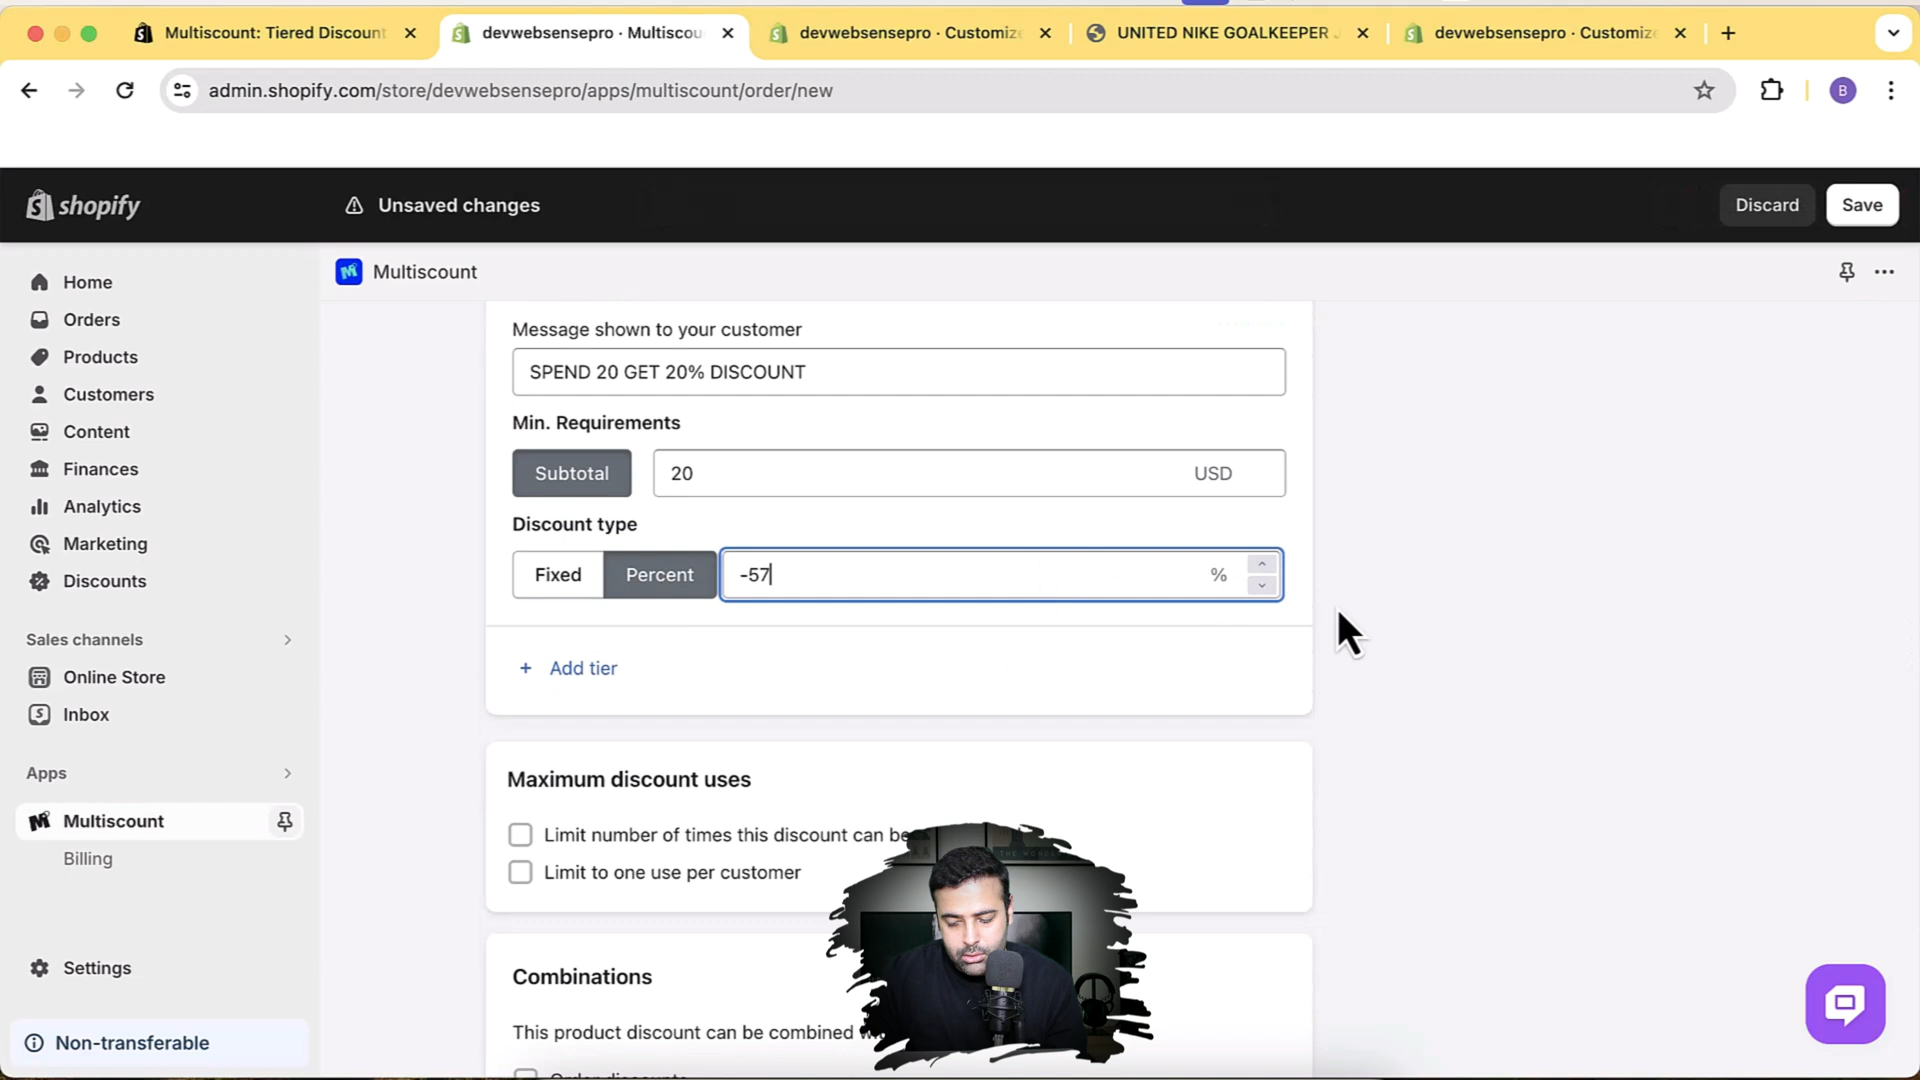 Multiscount: Tiered Discount
devwebsensepro · Multiscou
devwebsensepro · Customize
UNITED NIKE GOALKEEPER
devwebsensepro · Customize
admin.shopify.com/store/devwebsensepro/apps/multiscount/order/new
B
shopify
Unsaved changes
Discard
Save
Multiscount
Home
Orders
Products
Customers
Content
Finances
Analytics
Marketing
Discounts
Sales channels
Online Store
Inbox
Apps
Multiscount
Billing
Settings
Non-transferable
Message shown to your customer
SPEND 20 GET 20% DISCOUNT
Min. Requirements
Subtotal
20
USD
Discount type
Fixed
Percent
-57
%
+ Add tier
Maximum discount uses
Limit number of times this discount can be
Limit to one use per customer
Combinations
This product discount can be combined
Order discounts